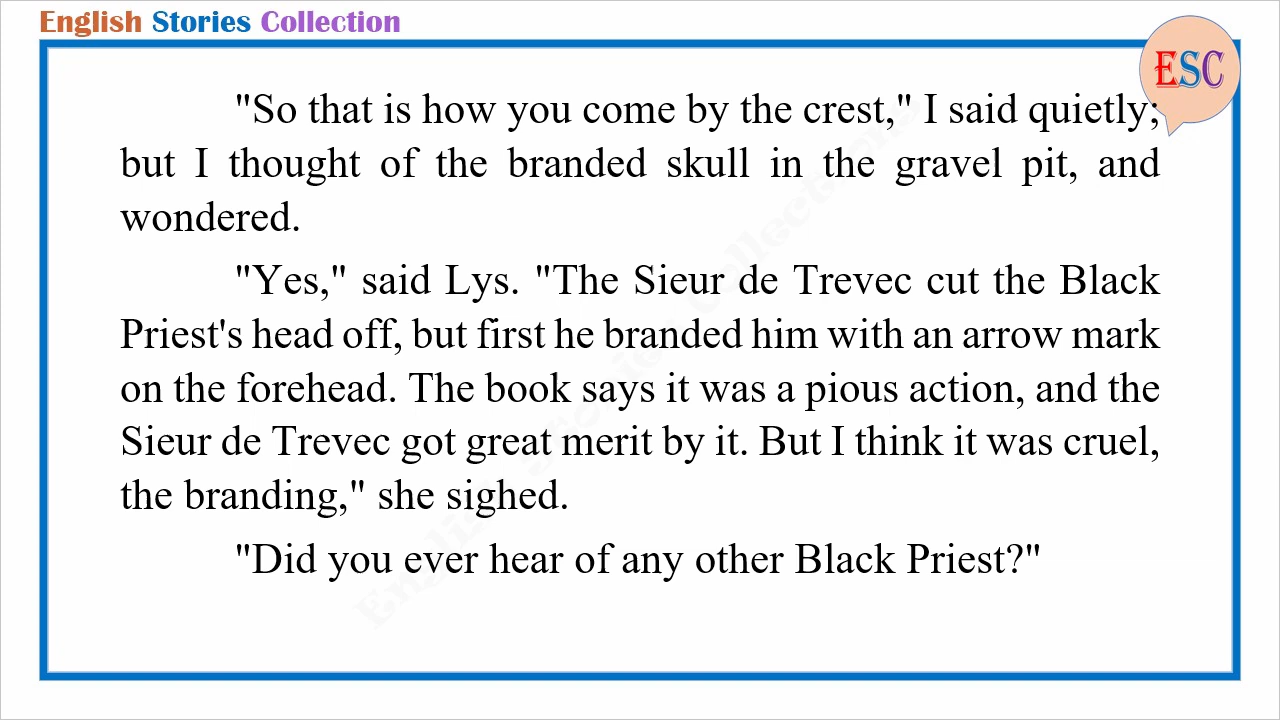 English Stories Collection
ESC
"So that is how you come by the crest," I said quietly;
but I thought of the branded skull in the gravel pit, and
wondered.
"Yes," said Lys. "The Sieur de Trevec cut the Black
Priest's head off, but first he branded him with an arrow mark
on the forehead. The book says it was a pious action, and the
Sieur de Trevec got great merit by it. But I think it was cruel,
the branding," she sighed.
"Did you ever hear of any other Black Priest?"